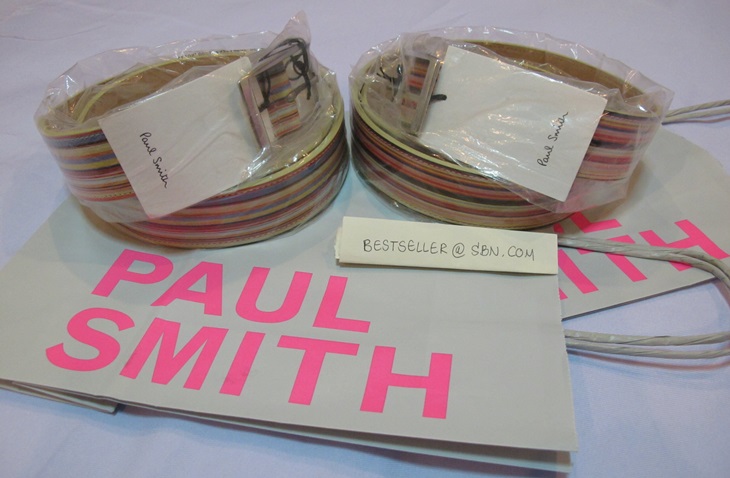 Paul Smith
Paul Smith
BESTSELLER @ SBN.COM
PAUL
SMITH
SMITH